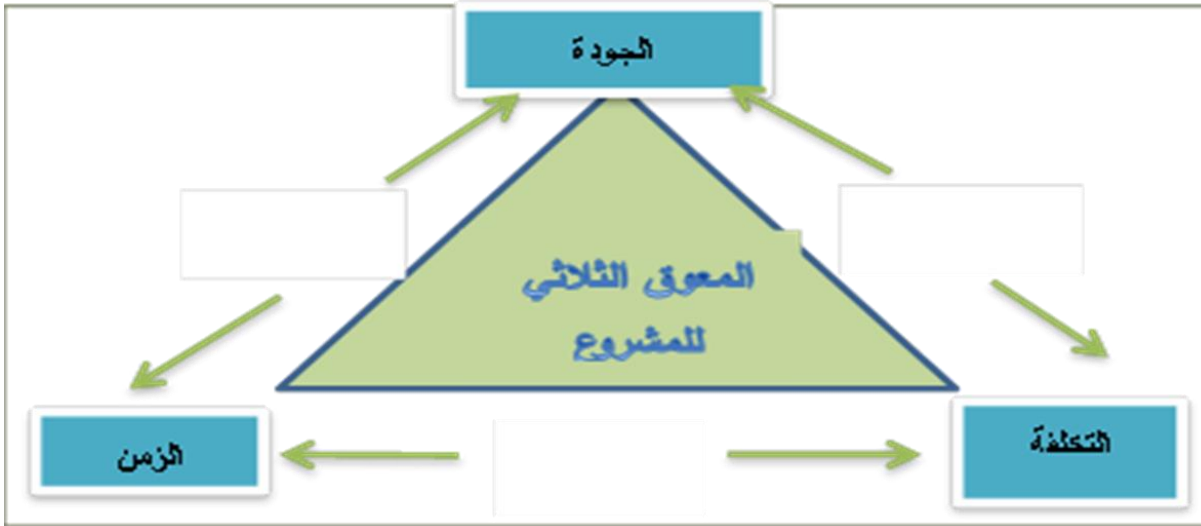 الجودة
المعوق الثلاثي
للمشروع
التكلفة
الزمن